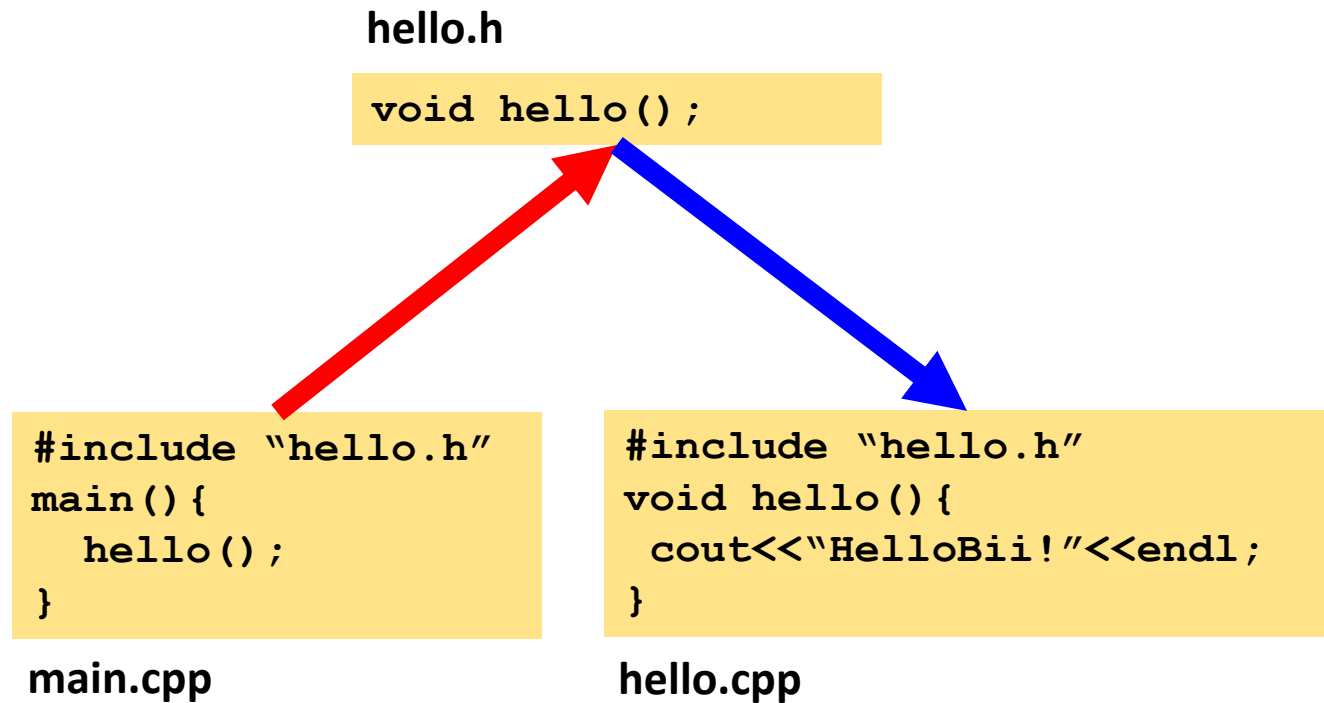 hello.h
void hello();
#include “hello.h”
main(){
hello();
}
main.cpp
#include “hello.h”
void hello(){
cout<<“HelloBii!”<<endl;
}
hello.cpp